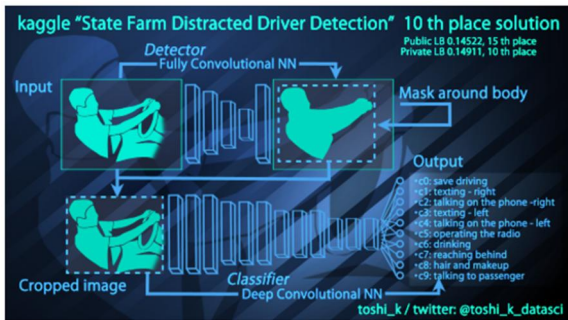 kaggle "State Farm Distracted Driver Detection" 10 th place solution
Public LB 0.14522, 15 th place
Private LB 0.14911, 10 th place
Detector
Fully Convolutional NN
Input
Mask around body
Output
•c0: save driving
•c1: texting - right
•c2: talking on the phone -right
•c3: texting - left
•c4: talking on the phone - left
•c5: operating the radio
•c6: drinking
•c7: reaching behind
•c8: hair and makeup
•c9: talking to passenger
Cropped image
Classifier
Deep Convolutional NN
toshi_k / twitter: @toshi_k_datasci